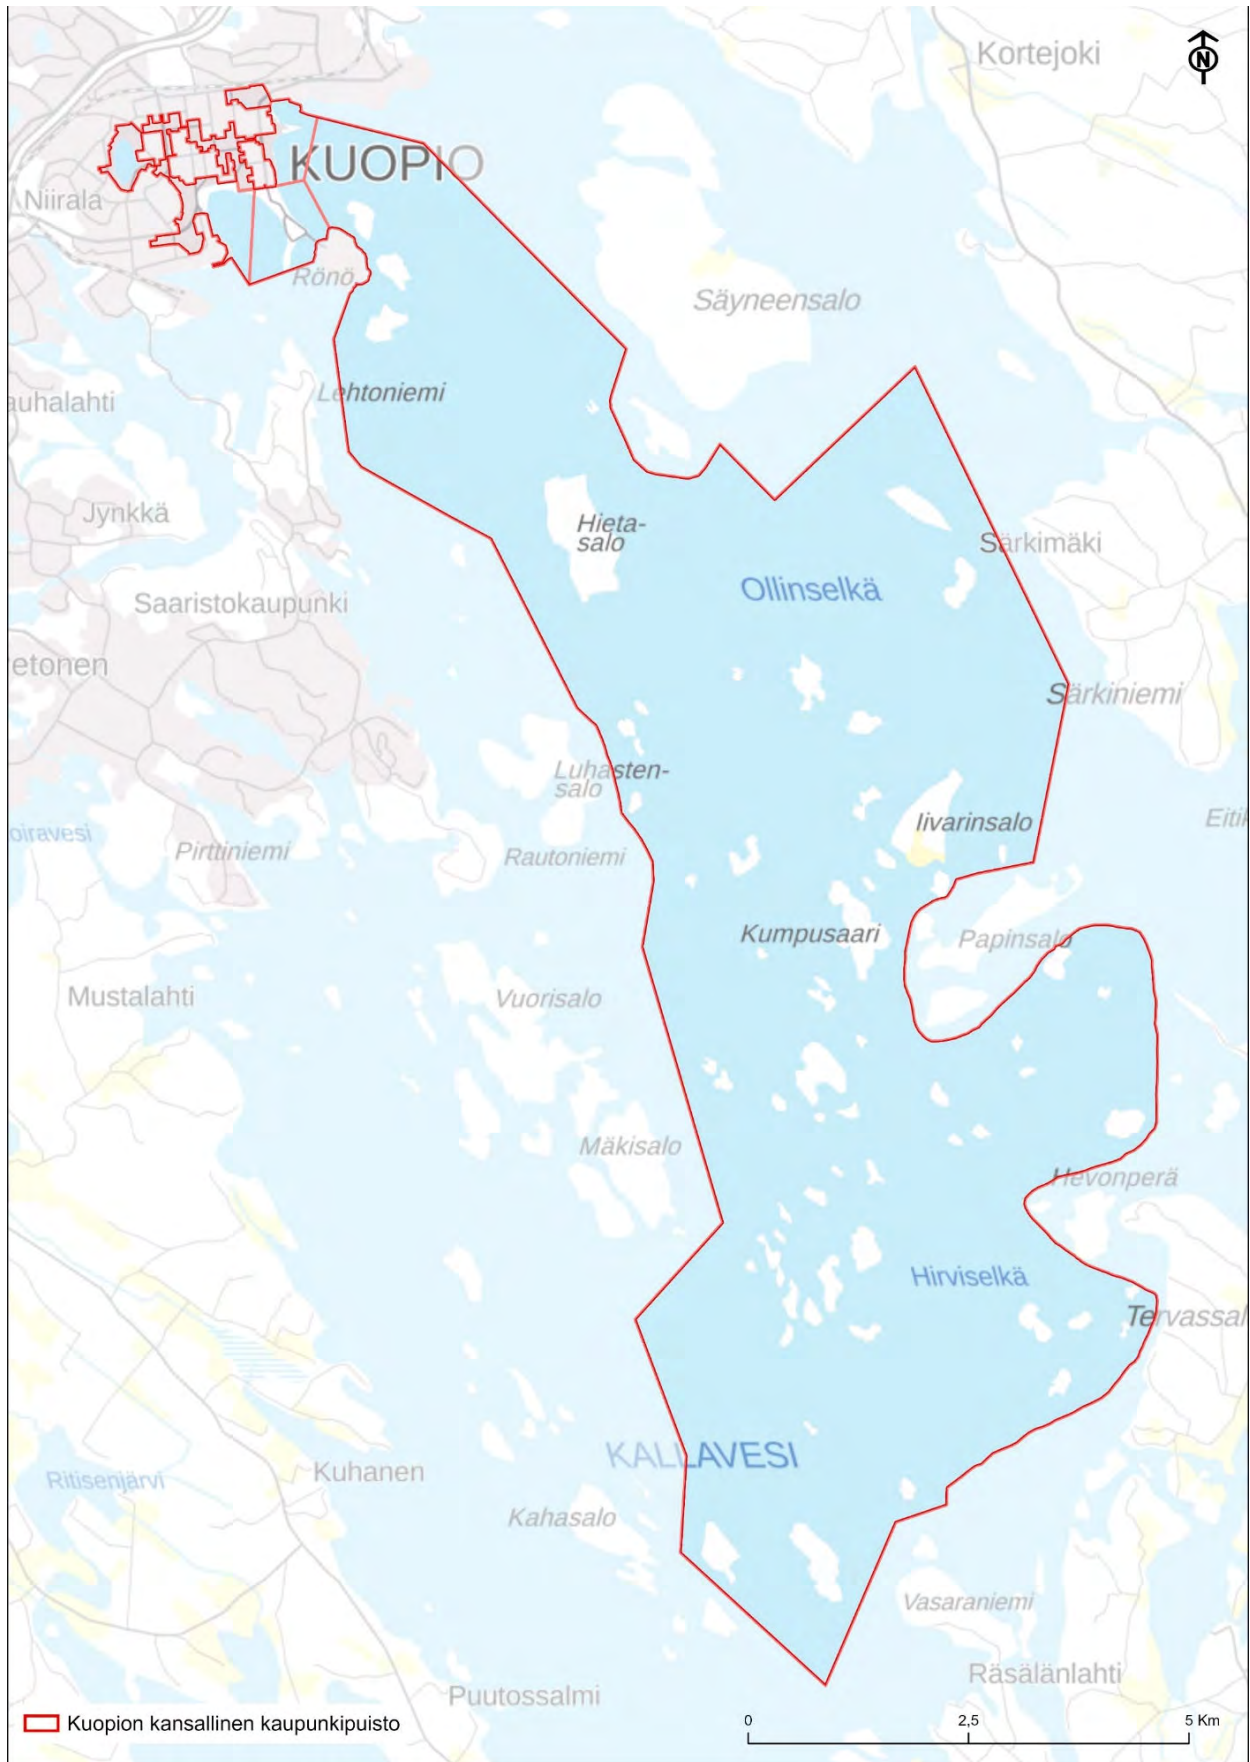 Kortejoki
N
KUOPIO
Niirala
Rönö
Säyneensalo
Lehtoniemi
auhalahti
Jynkkä
Hieta-
salo
Särkimäki
Ollinselkä
Saaristokaupunki
etonen
Särkiniemi
Luhasten-
salo
Iivarinsalo
Eitik
oiravesi
Pirttiniemi
Rautoniemi
Kumpusaari
Papinsalo
Mustalahti
Vuorisalo
Mäkisalo
Hevonperä
Hirviselkä
Tervassal
KALLAVESI
Ritisenjärvi
Kuhanen
Kahasalo
Vasaraniemi
Räsälänlahti
Puutossalmi
Kuopion kansallinen kaupunkipuisto
0 2,5 5 Km